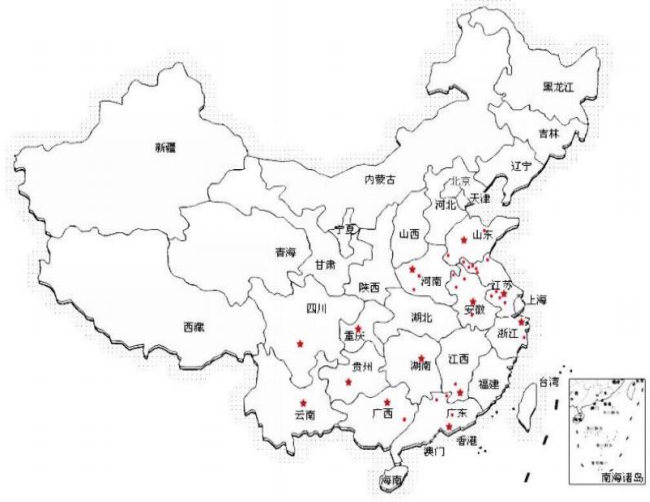 黑龙江
吉林
新疆
辽宁
内蒙古
北京
天津
河北
宁夏
山西
山东
青海
甘肃
陕西
河南
江苏
上海
四川
安徽
西藏
重庆
湖北
浙江
贵州
湖南
江西
福建
台湾
云南
广西
广东
香港
澳门
海南
南海诸岛